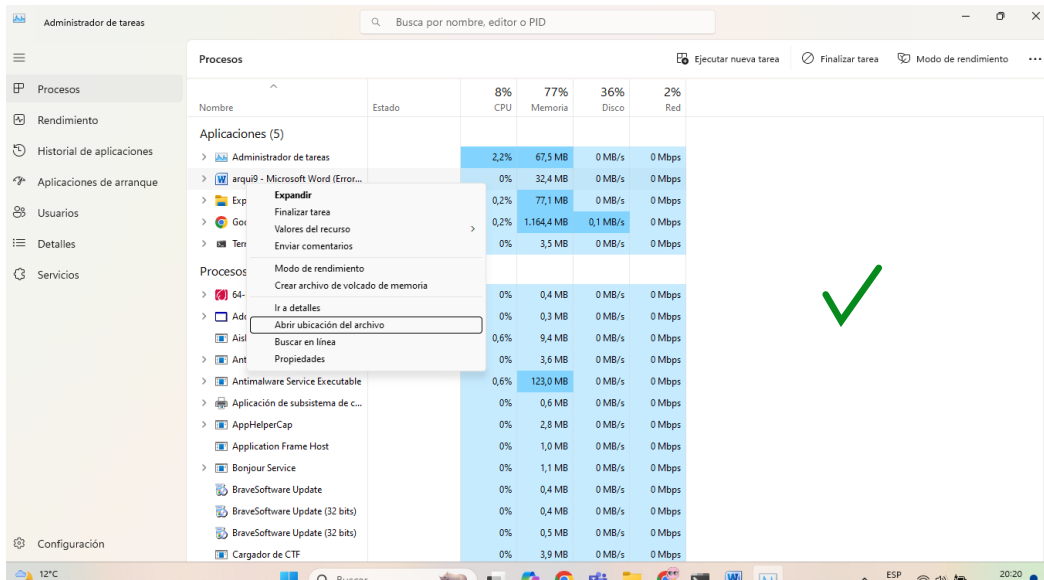 Administrador de tareas
Busca por nombre, editor o PID
Procesos
Ejecutar nueva tarea
Finalizar tarea
Modo de rendimiento
Procesos
Rendimiento
Historial de aplicaciones
Aplicaciones de arranque
Usuarios
Detalles
Servicios
Configuración
8% 77% 36% 2%
Nombre Estado CPU Memoria Disco Red
Aplicaciones (5)
Administrador de tareas 2,2% 67,5 MB 0 MB/s 0 Mbps
arqui9 - Microsoft Word (Error... 0% 32,4 MB 0 MB/s 0 Mbps
Exp 0,2% 77,1 MB 0 MB/s 0 Mbps
Goo 0,2% 1.164,4 MB 0,1 MB/s 0 Mbps
Ter 0% 3,5 MB 0 MB/s 0 Mbps
Expandir
Finalizar tarea
Valores del recurso
Enviar comentarios
Modo de rendimiento
Crear archivo de volcado de memoria
Ir a detalles
Abrir ubicación del archivo
Buscar en línea
Propiedades
Procesos
64- 0% 0,4 MB 0 MB/s 0 Mbps
Ado 0% 0,3 MB 0 MB/s 0 Mbps
Aisl 0,6% 9,4 MB 0 MB/s 0 Mbps
Ant 0% 3,6 MB 0 MB/s 0 Mbps
Antimalware Service Executable 0,6% 123,0 MB 0 MB/s 0 Mbps
Aplicación de subsistema de c... 0% 0,6 MB 0 MB/s 0 Mbps
AppHelperCap 0% 2,8 MB 0 MB/s 0 Mbps
Application Frame Host 0% 1,0 MB 0 MB/s 0 Mbps
Bonjour Service 0% 1,1 MB 0 MB/s 0 Mbps
BraveSoftware Update 0% 0,4 MB 0 MB/s 0 Mbps
BraveSoftware Update (32 bits) 0% 0,4 MB 0 MB/s 0 Mbps
BraveSoftware Update (32 bits) 0% 0,5 MB 0 MB/s 0 Mbps
Cargador de CTF 0% 3,9 MB 0 MB/s 0 Mbps
12°C
Buscar
ESP
20:20